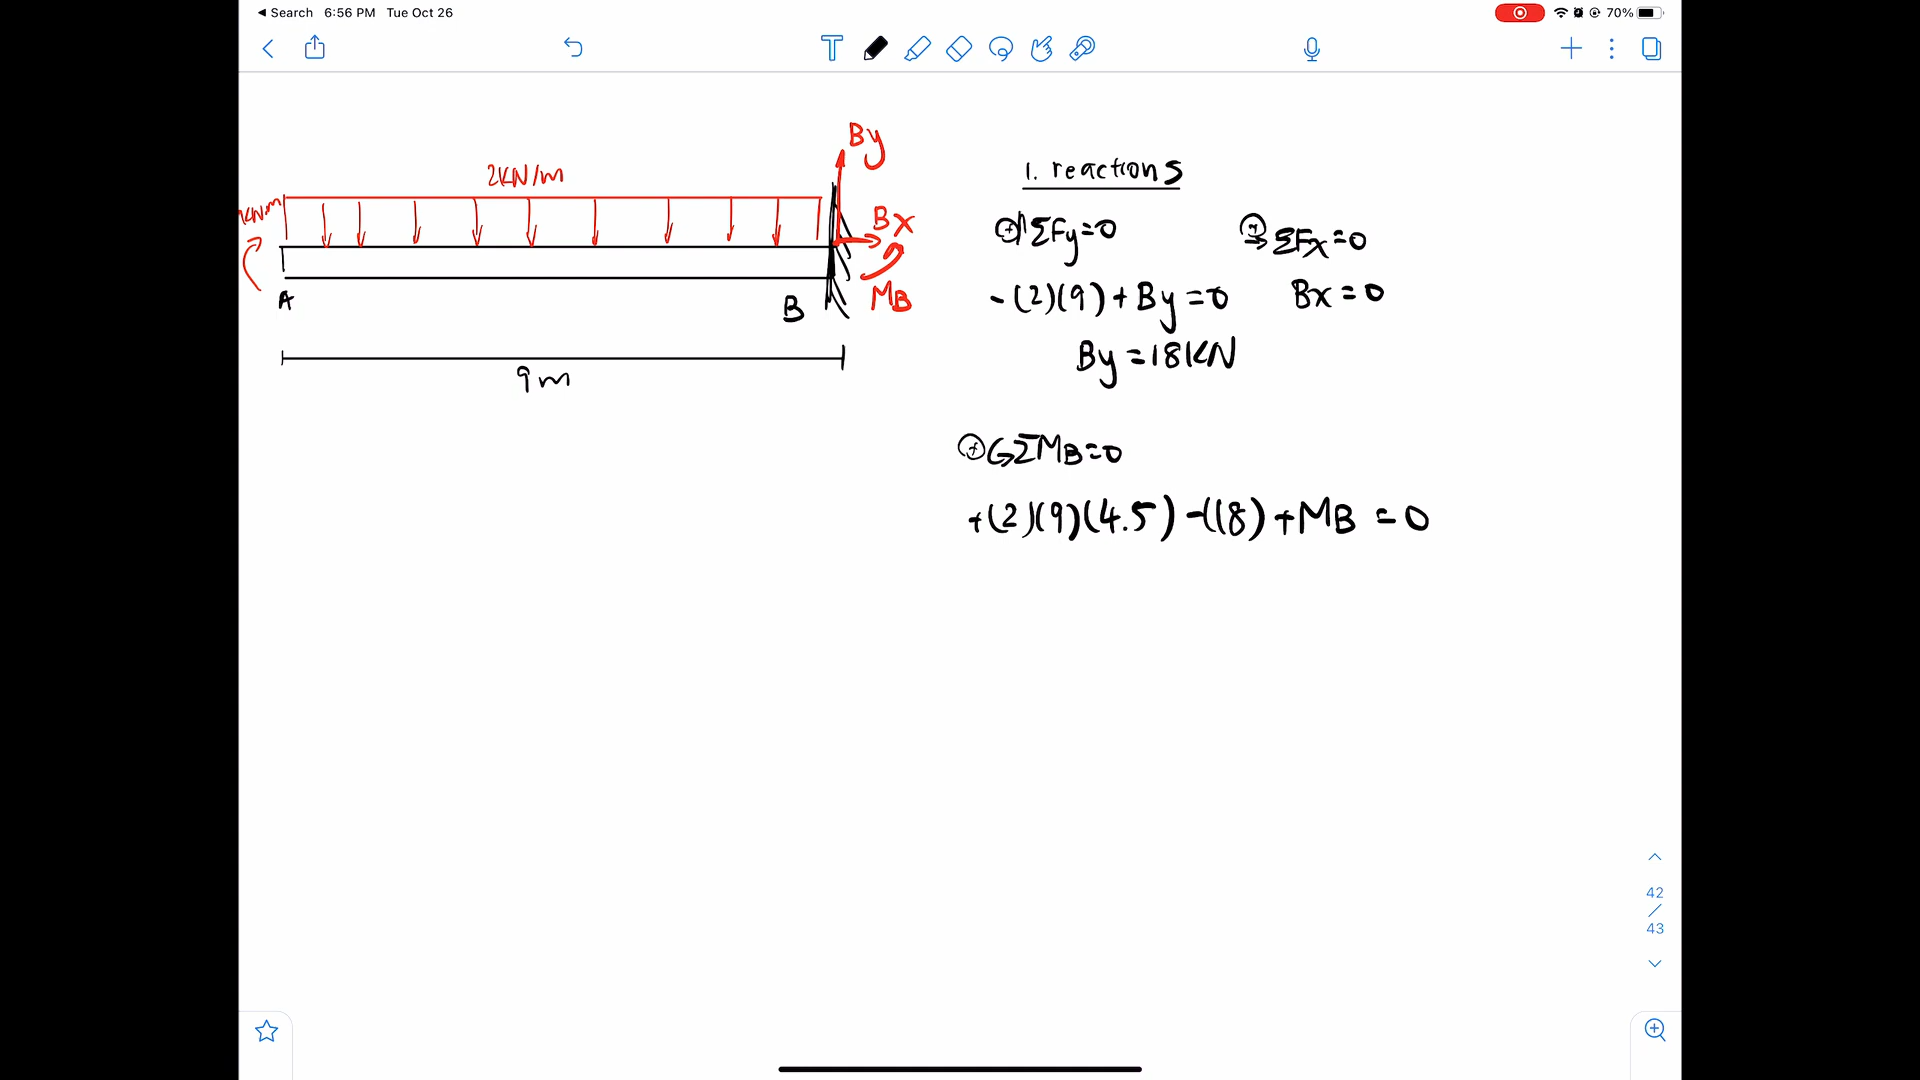 Search 6:56 PM Tue Oct 26
70%
T
By
2KN/m
KN·m
Bx
A
B
MB
9m
1. reactions
+↑ΣFy=0
-(2)(9)+By=0
By=18KN
+→ΣFx=0
Bx=0
+↺ΣMB=0
+(2)(9)(4.5)-(18)+MB=0
42
/
43